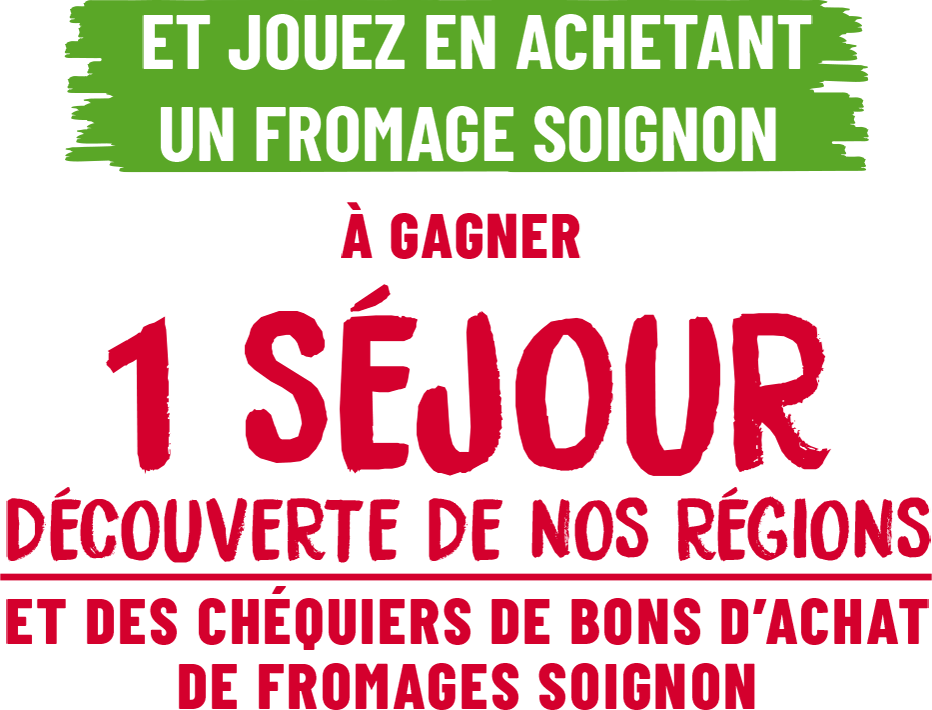 ET JOUEZ EN ACHETANT
UN FROMAGE SOIGNON
À GAGNER
1 SÉJOUR
DÉCOUVERTE DE NOS RÉGIONS
ET DES CHÉQUIERS DE BONS D'ACHAT
DE FROMAGES SOIGNON